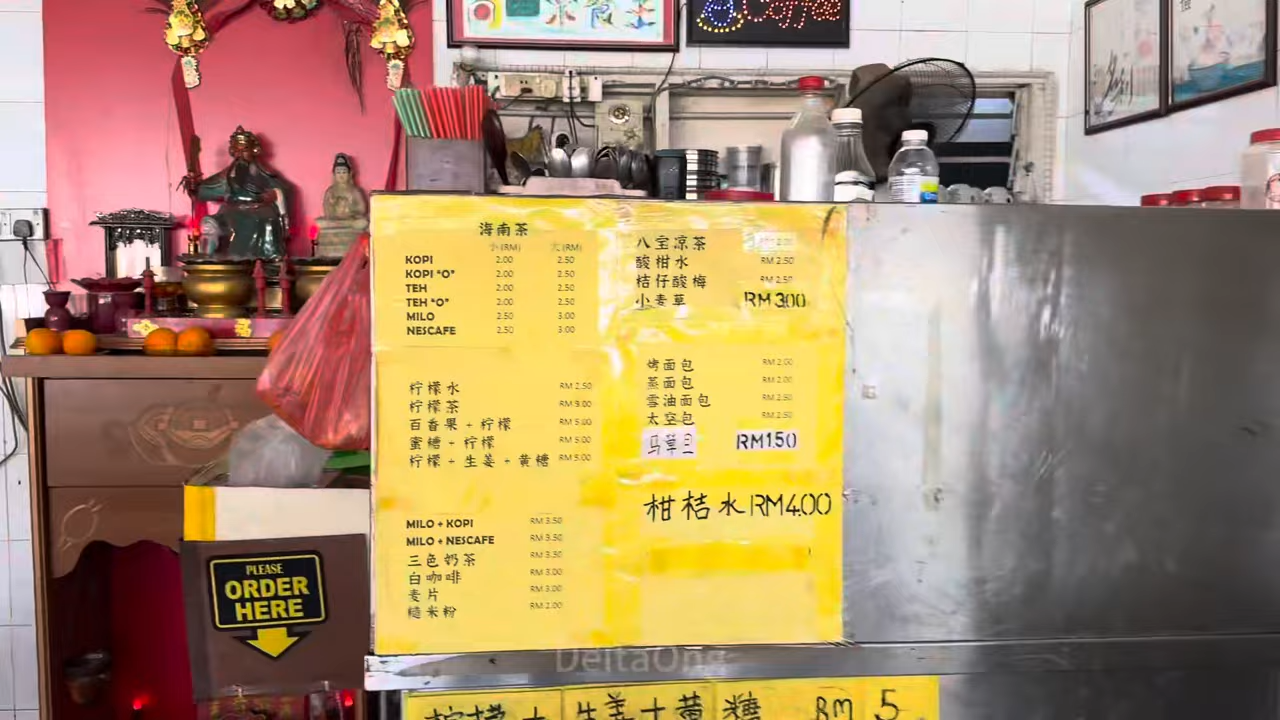 Coffee
海南茶
小(RM) 大(RM)
KOPI 2.00 2.50
KOPI "O" 2.00 2.50
TEH 2.00 2.50
TEH "O" 2.00 2.50
MILO 2.50 3.00
NESCAFE 2.50 3.00
柠檬水 RM 2.50
柠檬茶 RM 3.00
百香果 + 柠檬 RM 5.00
蜜糖 + 柠檬 RM 5.00
柠檬 + 生姜 + 黄糖 RM 5.00
MILO + KOPI RM 3.50
MILO + NESCAFE RM 3.50
三色奶茶 RM 3.50
白咖啡 RM 3.00
麦片 RM 3.00
糙米粉 RM 2.00
八宝凉茶 2.00
酸柑水 RM 2.50
桔仔酸梅 RM 2.50
小麦草 RM 3.00
烤面包 RM 2.00
蒸面包 RM 2.00
雪油面包 RM 2.50
太空包 RM 2.50
RM1.50
柑桔水 RM4.00
PLEASE
ORDER
HERE
DeltaOng
柠檬+生姜+黄糖 RM 5